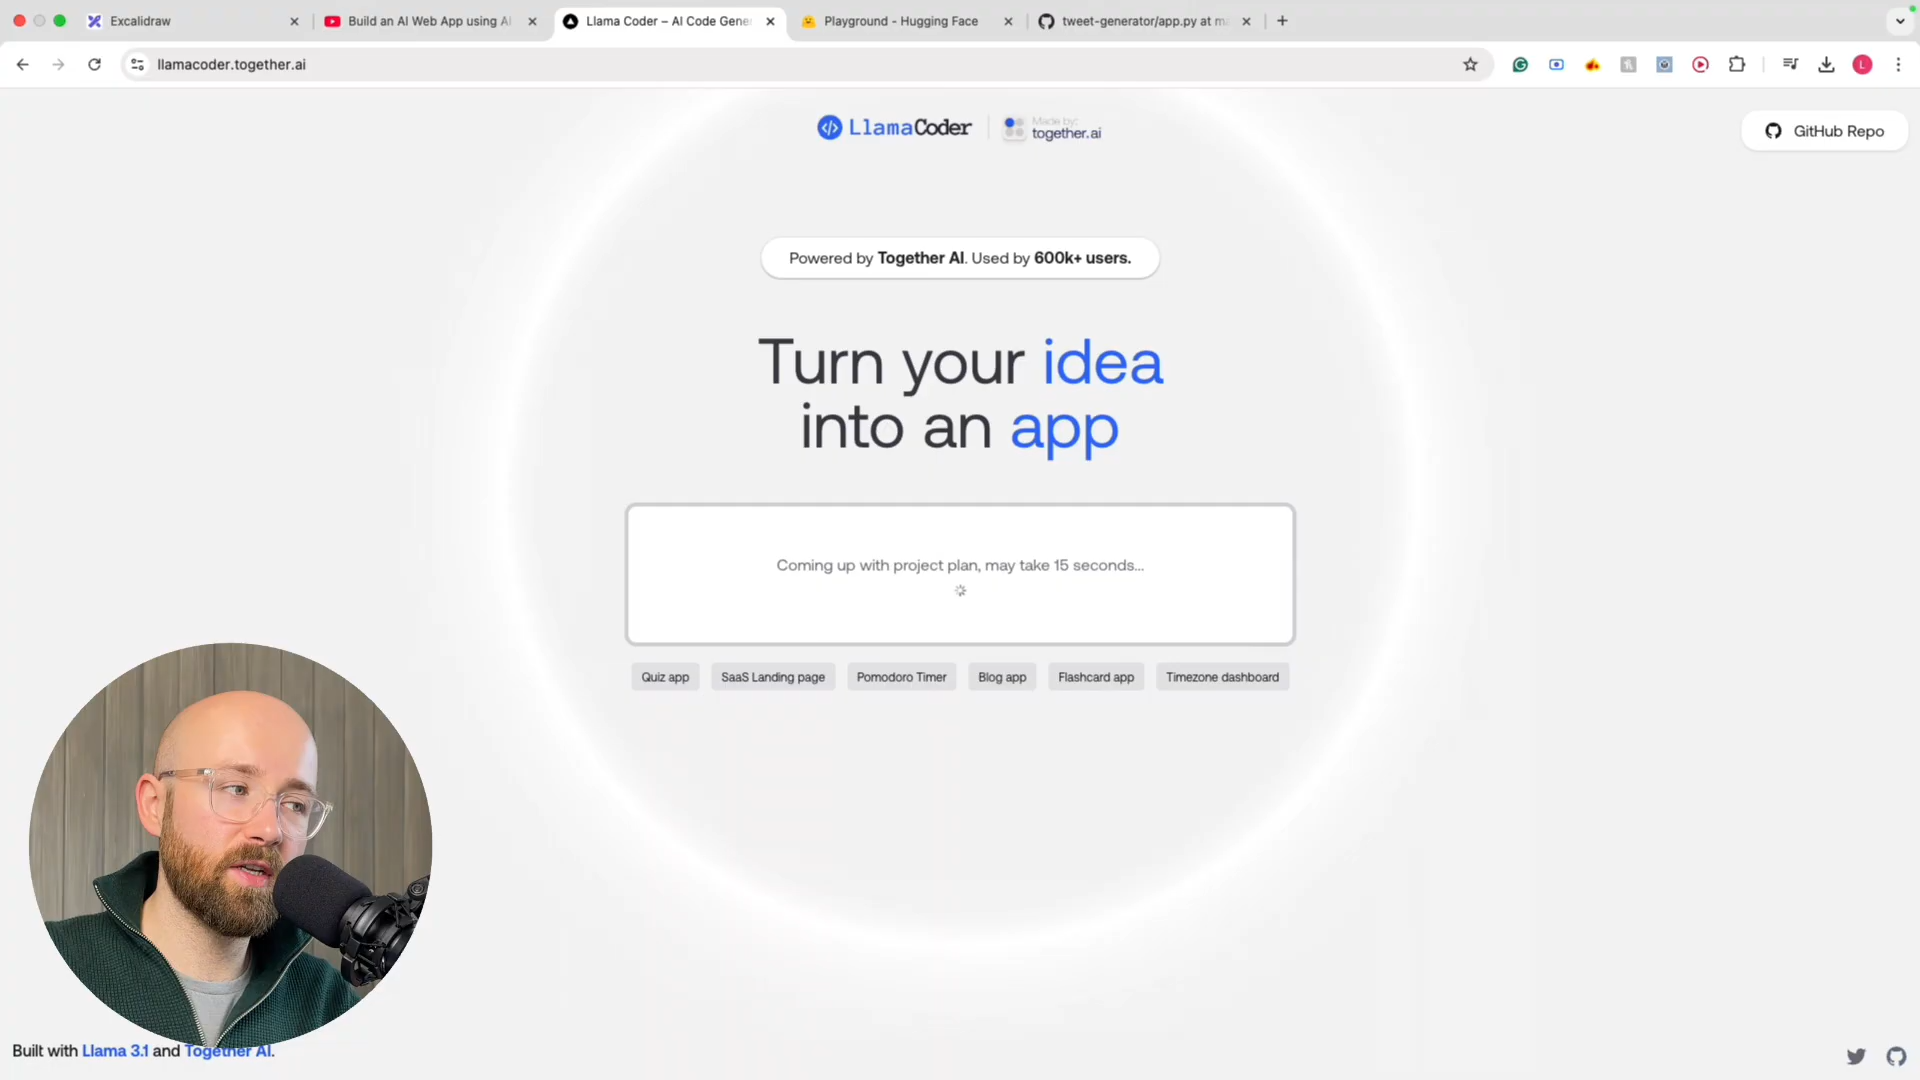 Excalidraw
Build an AI Web App using AI
Llama Coder – AI Code Gene
Playground - Hugging Face
tweet-generator/app.py at ma
llamacoder.together.ai
L
LlamaCoder
Made by:
together.ai
GitHub Repo
Powered by Together AI. Used by 600k+ users.
Turn your idea
into an app
Coming up with project plan, may take 15 seconds...
Quiz app
SaaS Landing page
Pomodoro Timer
Blog app
Flashcard app
Timezone dashboard
Built with Llama 3.1 and Together AI.